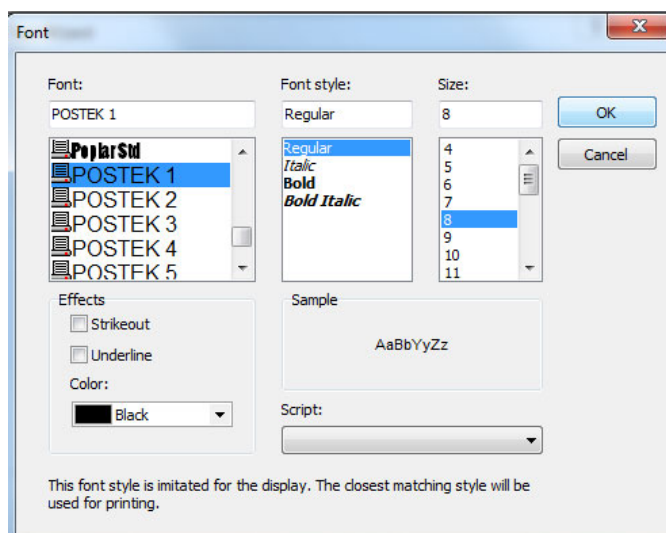 Font
Font: Font style: Size:
POSTEK 1 Regular 8 OK
Poplar Std Regular 4 Cancel
POSTEK 1 Italic 5
POSTEK 2 Bold 6
POSTEK 3 Bold Italic 7
POSTEK 4 8
POSTEK 5 9
10
11
Effects Sample
Strikeout
Underline AaBbYyZz
Color:
Black Script:
This font style is imitated for the display. The closest matching style will be
used for printing.